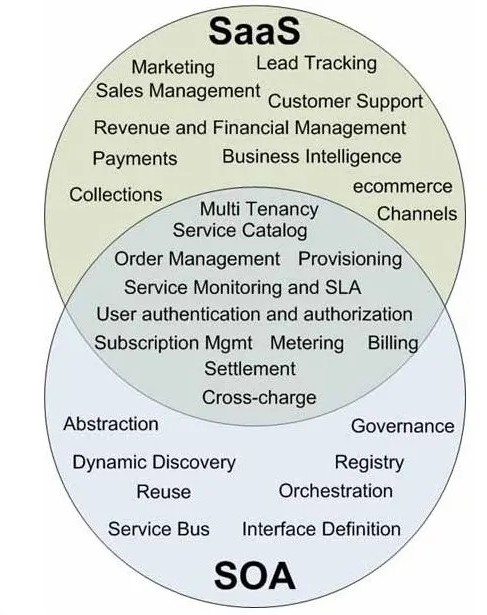 SaaS
Marketing Lead Tracking
Sales Management Customer Support
Revenue and Financial Management
Payments Business Intelligence
Collections ecommerce
Channels
Multi Tenancy
Service Catalog
Order Management Provisioning
Service Monitoring and SLA
User authentication and authorization
Subscription Mgmt Metering Billing
Settlement
Cross-charge
Abstraction Governance
Dynamic Discovery Registry
Reuse Orchestration
Service Bus Interface Definition
SOA